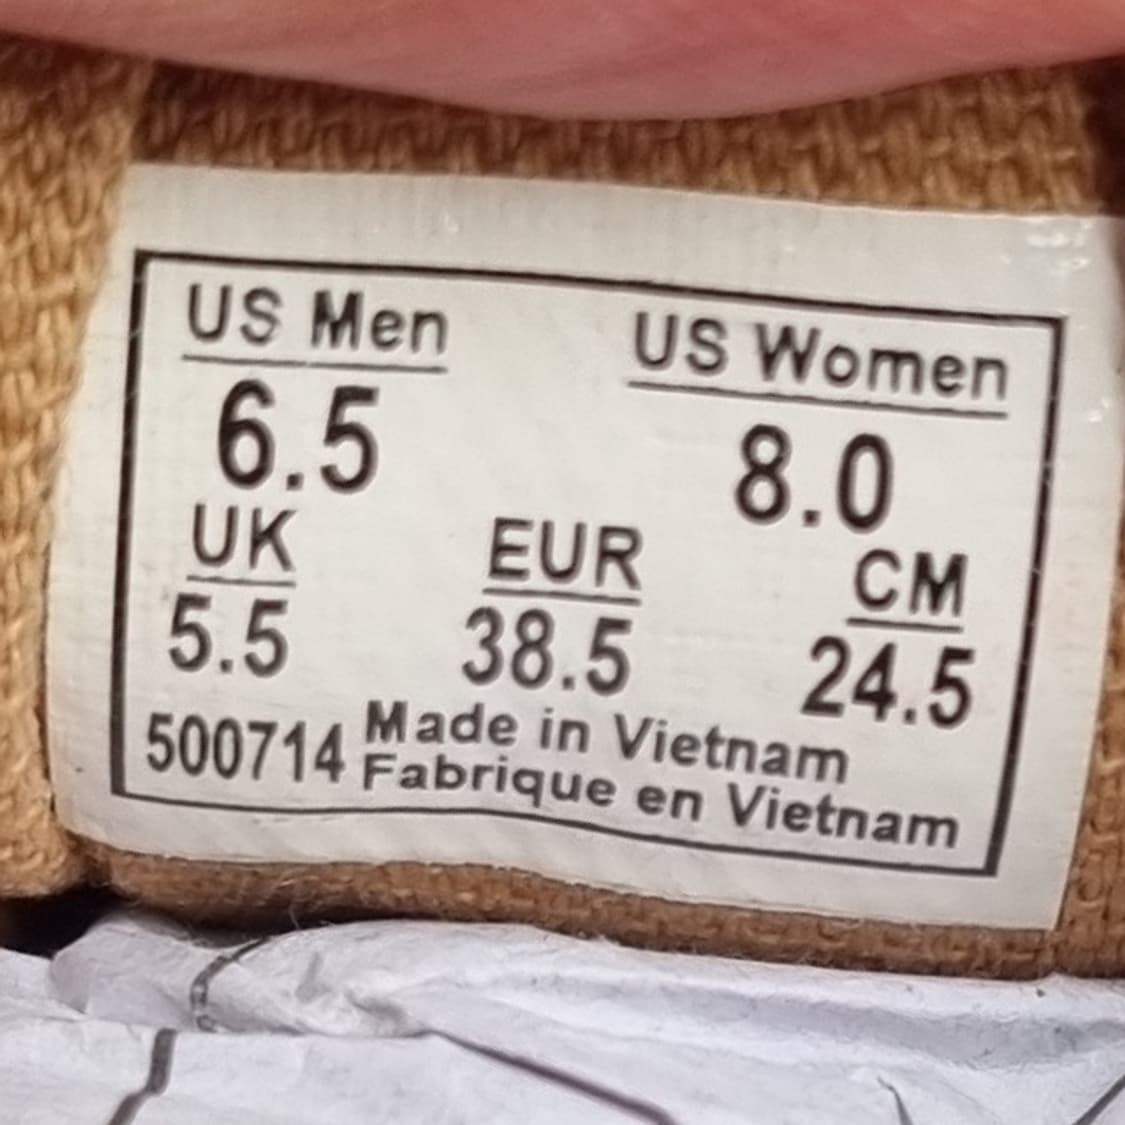 US Men US Women
6.5 8.0
UK EUR CM
5.5 38.5 24.5
500714 Made in Vietnam
Fabrique en Vietnam